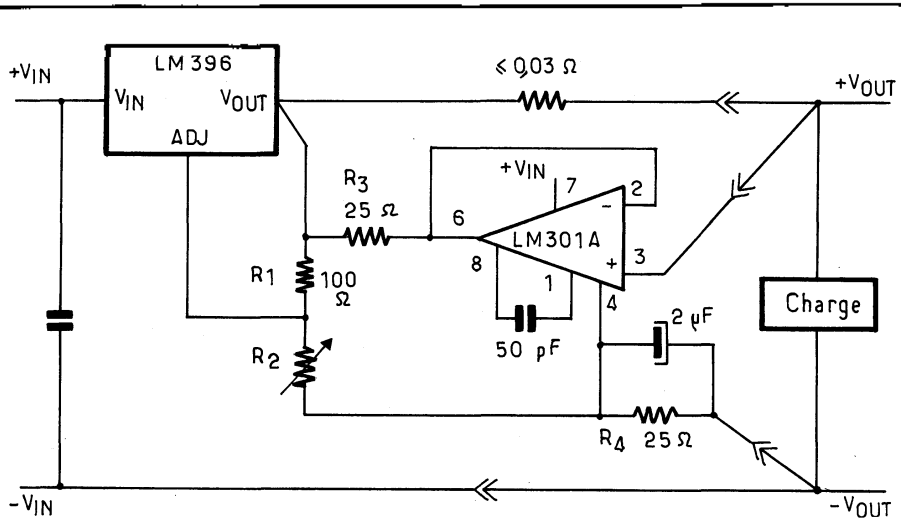 LM396
≤ 0,03 Ω
+VIN
VIN
VOUT
+VOUT
ADJ
+VIN
7
2
R3
25 Ω
6
LM301A
-
+
3
8
1
4
R1
100
Ω
Charge
50 pF
2 µF
R2
R4
25 Ω
-VIN
-VOUT